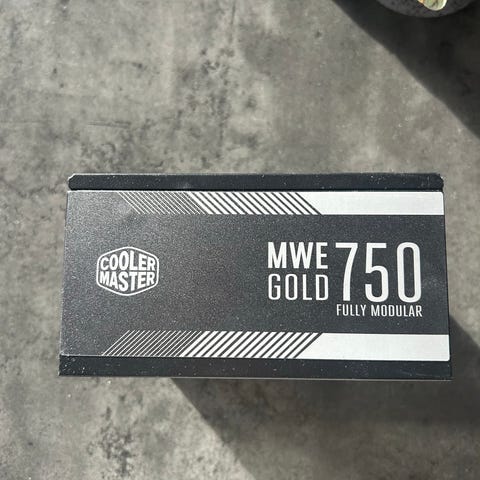 COOLER
MASTER
MWE
GOLD
750
FULLY MODULAR